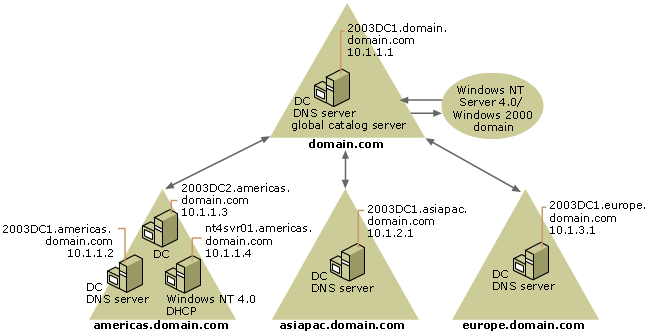 2003DC1.domain.
domain.com
10.1.1.1
DC
DNS server
global catalog server
domain.com
Windows NT
Server 4.0/
Windows 2000
domain
2003DC2.americas.
domain.com
10.1.1.3
DC
2003DC1.americas.
domain.com
10.1.1.2
DC
DNS server
nt4svr01.americas.
domain.com
10.1.1.4
Windows NT 4.0
DHCP
americas.domain.com
2003DC1.asiapac.
domain.com
10.1.2.1
DC
DNS server
asiapac.domain.com
2003DC1.europe.
domain.com
10.1.3.1
DC
DNS server
europe.domain.com